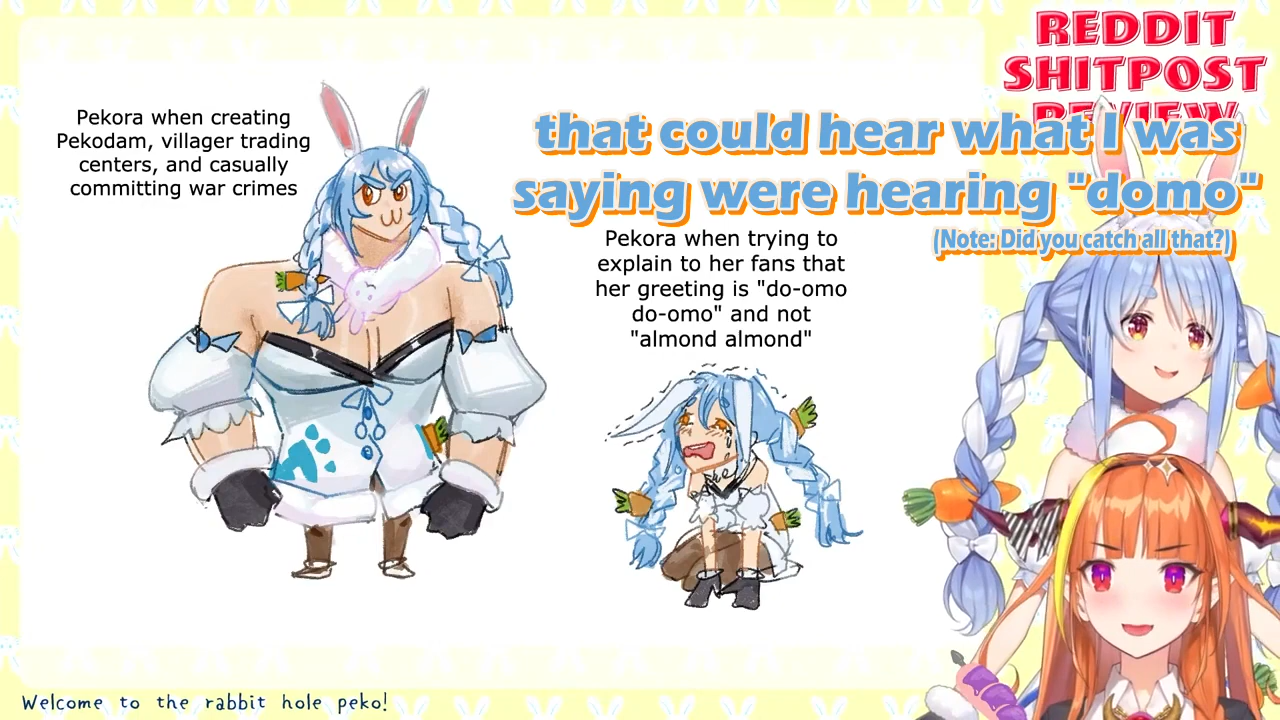 REDDIT
SHITPOST
REVIEW
that could hear what I was
saying were hearing "domo"
(Note: Did you catch all that?)
Pekora when creating
Pekodam, villager trading
centers, and casually
committing war crimes
Pekora when trying to
explain to her fans that
her greeting is "do-omo
do-omo" and not
"almond almond"
Welcome to the rabbit hole peko!